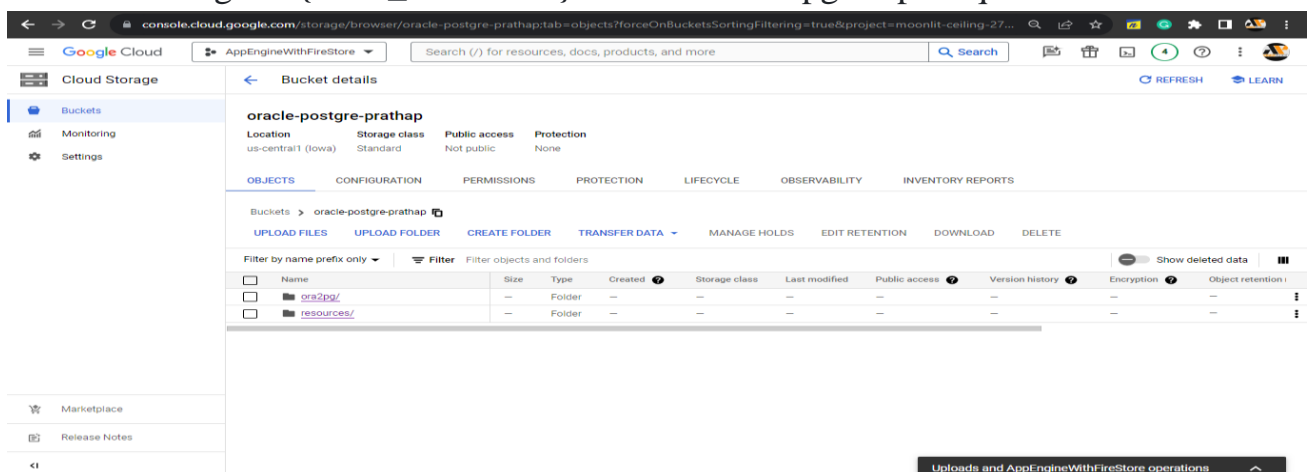 console.cloud.google.com/storage/browser/oracle-postgre-prathap;tab=objects?forceOnBucketsSortingFiltering=true&project=moonlit-ceiling-27...
Google Cloud AppEngineWithFireStore Search (/) for resources, docs, products, and more Search 4
Cloud Storage Bucket details REFRESH LEARN
Buckets
Monitoring
Settings
oracle-postgre-prathap
Location Storage class Public access Protection
us-central1 (Iowa) Standard Not public None
OBJECTS CONFIGURATION PERMISSIONS PROTECTION LIFECYCLE OBSERVABILITY INVENTORY REPORTS
Buckets > oracle-postgre-prathap
UPLOAD FILES UPLOAD FOLDER CREATE FOLDER TRANSFER DATA MANAGE HOLDS EDIT RETENTION DOWNLOAD DELETE
Filter by name prefix only Filter Filter objects and folders Show deleted data
Name Size Type Created Storage class Last modified Public access Version history Encryption Object retention
ora2pg/ — Folder — — — — — — —
resources/ — Folder — — — — — — —
Marketplace
Release Notes
Uploads and AppEngineWithFireStore operations